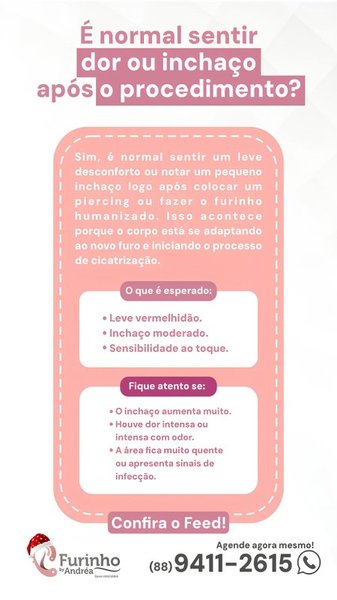 É normal sentir
dor ou inchaço
após o procedimento?
Sim, é normal sentir um leve
desconforto ou notar um pequeno
inchaço logo após colocar um
piercing ou fazer o furinho
humanizado. Isso acontece
porque o corpo está se adaptando
ao novo furo e iniciando o processo
de cicatrização.
O que é esperado:
• Leve vermelhidão.
• Inchaço moderado.
• Sensibilidade ao toque.
Fique atento se:
• O inchaço aumenta muito.
• Houve dor intensa ou
intensa com odor.
• A área fica muito quente
ou apresenta sinais de
infecção.
Confira o Feed!
Agende agora mesmo!
(88) 9411-2615
Furinho
by Andréa